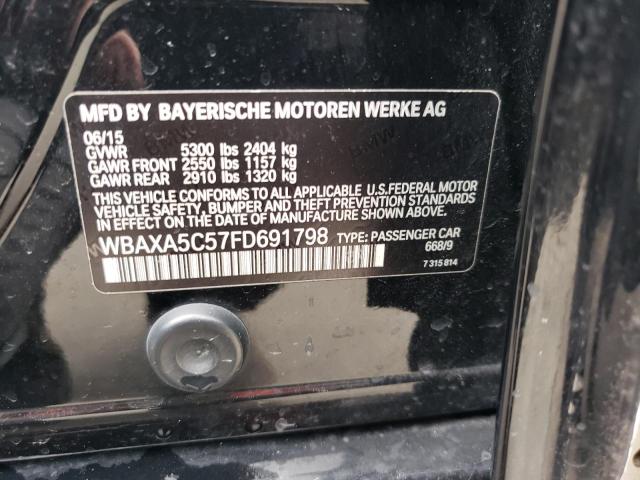 MFD BY BAYERISCHE MOTOREN WERKE AG
06/15
GVWR 5300 lbs 2404 kg
GAWR FRONT 2550 lbs 1157 kg
GAWR REAR 2910 lbs 1320 kg
THIS VEHICLE CONFORMS TO ALL APPLICABLE U.S.FEDERAL MOTOR
VEHICLE SAFETY, BUMPER AND THEFT PREVENTION STANDARDS
IN EFFECT ON THE DATE OF MANUFACTURE SHOWN ABOVE.
WBAXA5C57FD691798 TYPE: PASSENGER CAR
668/9
7 315 814